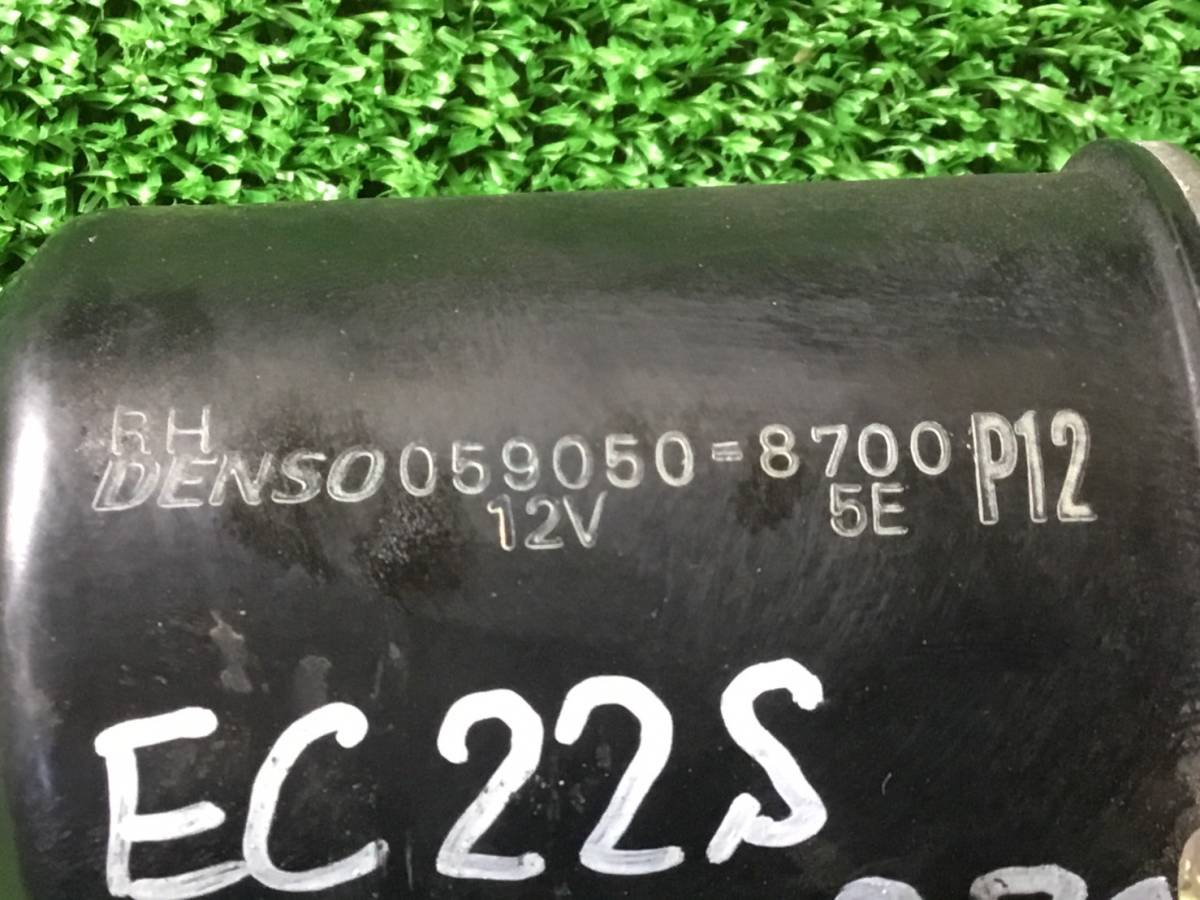 RH
DENSO 059050-8700 P12
12V 5E
EC22S